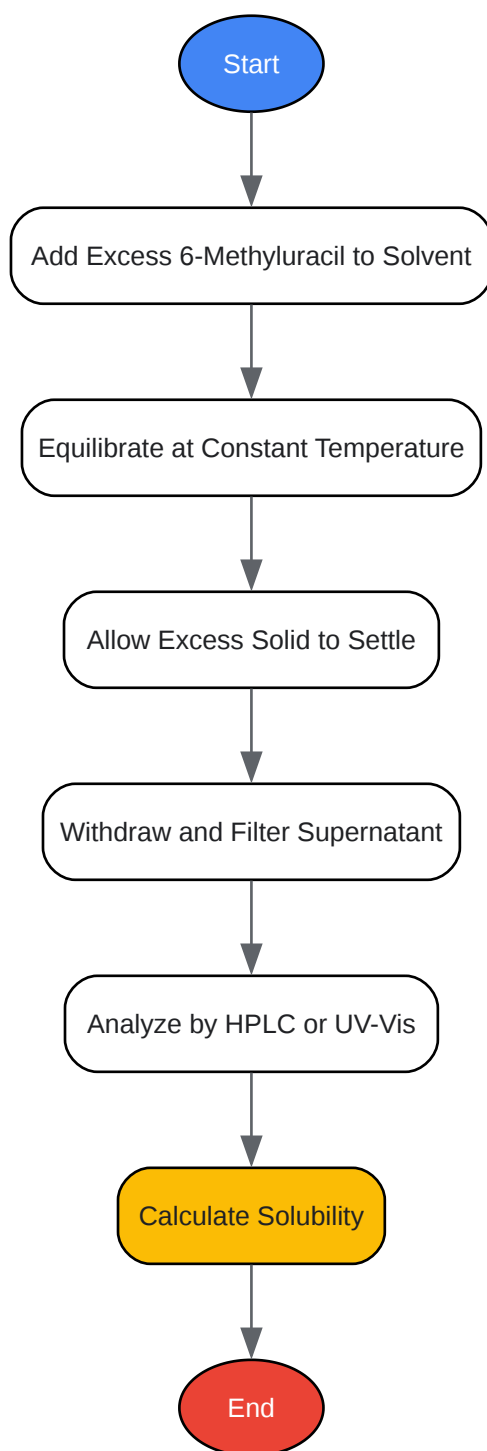 Start
Add Excess 6-Methyluracil to Solvent
Equilibrate at Constant Temperature
Allow Excess Solid to Settle
Withdraw and Filter Supernatant
Analyze by HPLC or UV-Vis
Calculate Solubility
End